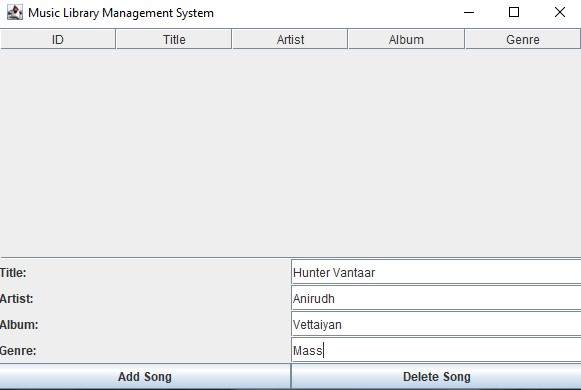 Music Library Management System
ID Title Artist Album Genre
Title: Hunter Vantaar
Artist: Anirudh
Album: Vettaiyan
Genre: Mass
Add Song Delete Song